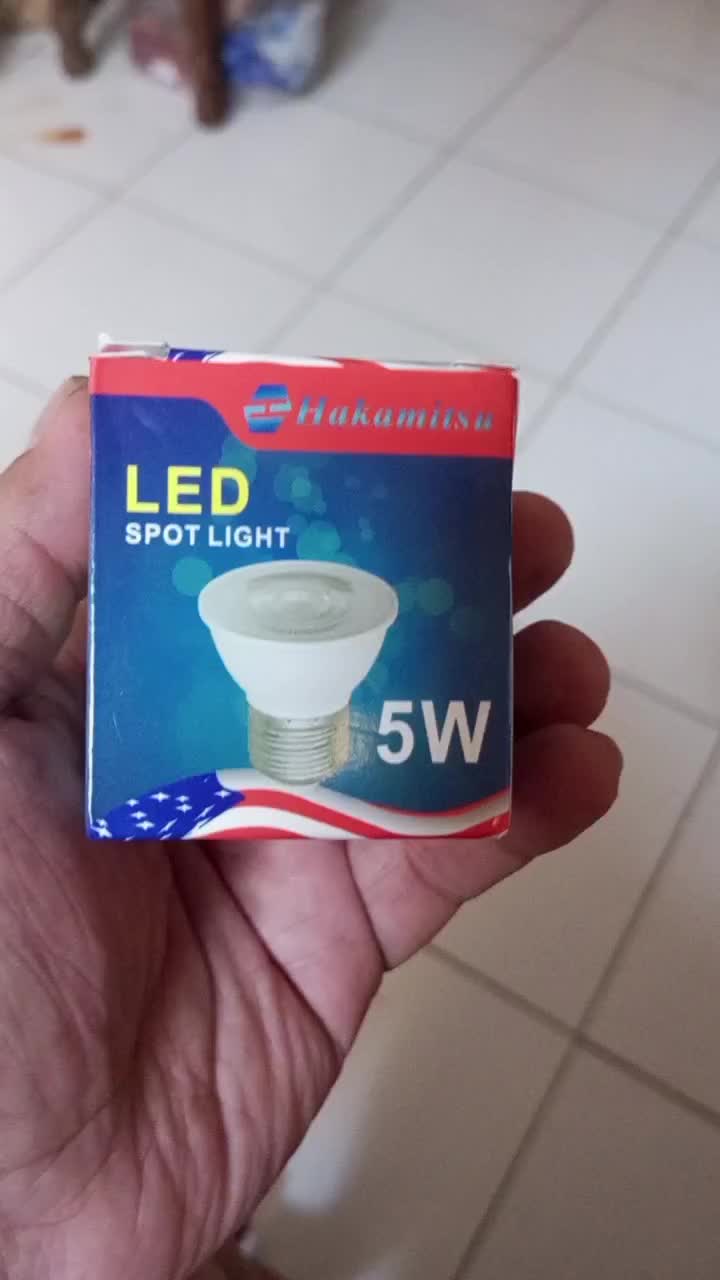 Hakamitsu
LED
SPOT LIGHT
5W